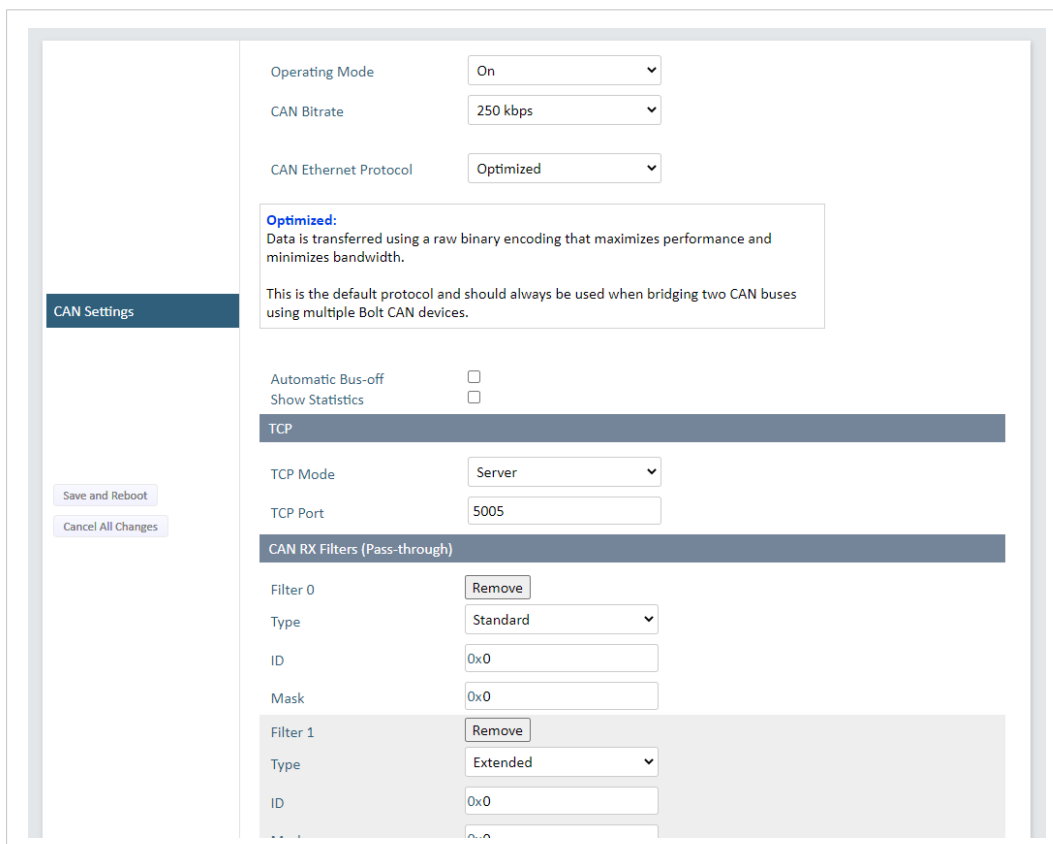 Operating Mode On
CAN Bitrate 250 kbps
CAN Ethernet Protocol Optimized
Optimized:
Data is transferred using a raw binary encoding that maximizes performance and
minimizes bandwidth.
This is the default protocol and should always be used when bridging two CAN buses
using multiple Bolt CAN devices.
CAN Settings
Automatic Bus-off
Show Statistics
TCP
TCP Mode Server
Save and Reboot
TCP Port 5005
Cancel All Changes
CAN RX Filters (Pass-through)
Filter 0 Remove
Type Standard
ID 0x0
Mask 0x0
Filter 1 Remove
Type Extended
ID 0x0